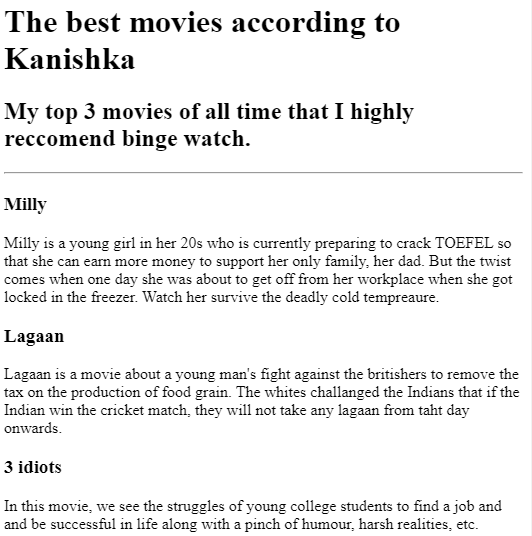 The best movies according to
Kanishka
My top 3 movies of all time that I highly
reccomend binge watch.
Milly
Milly is a young girl in her 20s who is currently preparing to crack TOEFEL so
that she can earn more money to support her only family, her dad. But the twist
comes when one day she was about to get off from her workplace when she got
locked in the freezer. Watch her survive the deadly cold tempreaure.
Lagaan
Lagaan is a movie about a young man's fight against the britishers to remove the
tax on the production of food grain. The whites challanged the Indians that if the
Indian win the cricket match, they will not take any lagaan from taht day
onwards.
3 idiots
In this movie, we see the struggles of young college students to find a job and
and be successful in life along with a pinch of humour, harsh realities, etc.